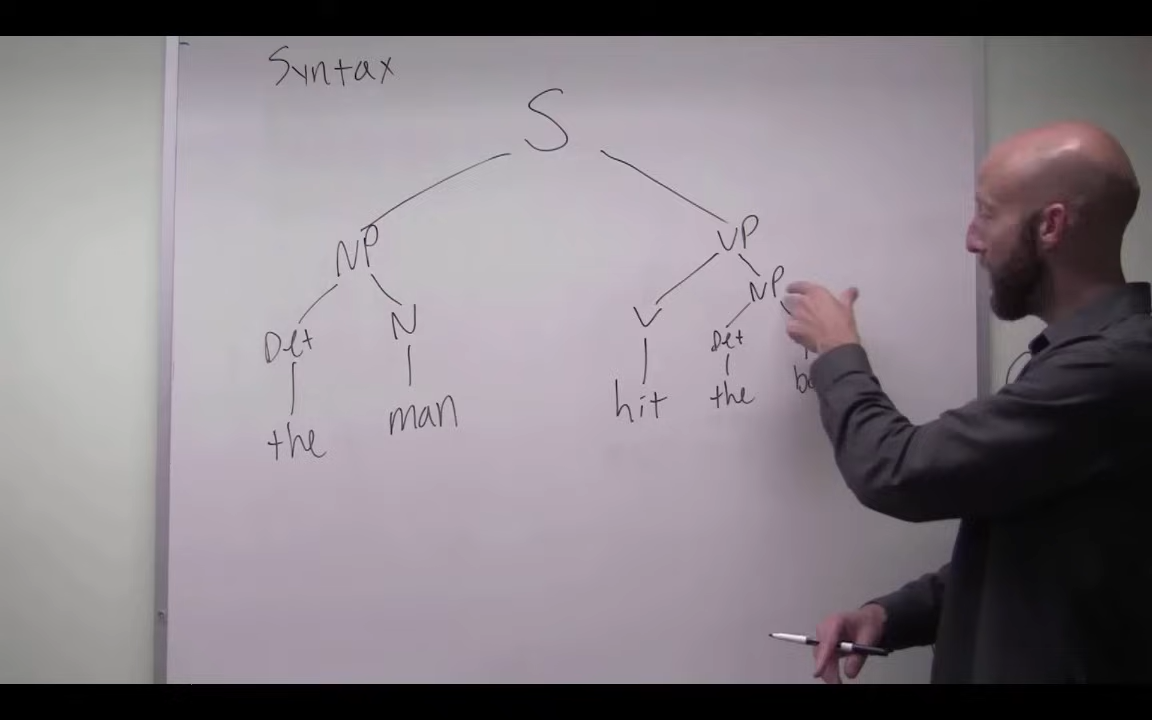 Syntax
S
NP VP
NP
Det N V Det
the man hit the